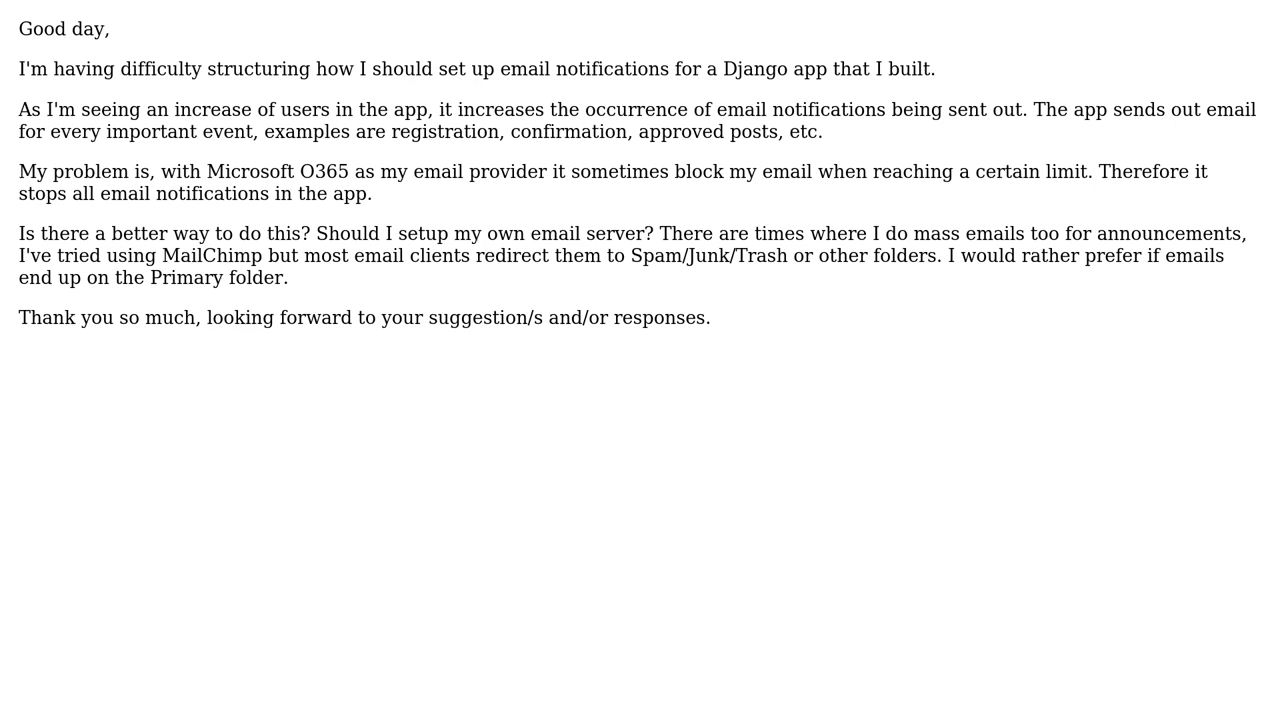 Good day,
I'm having difficulty structuring how I should set up email notifications for a Django app that I built.
As I'm seeing an increase of users in the app, it increases the occurrence of email notifications being sent out. The app sends out email
for every important event, examples are registration, confirmation, approved posts, etc.
My problem is, with Microsoft O365 as my email provider it sometimes block my email when reaching a certain limit. Therefore it
stops all email notifications in the app.
Is there a better way to do this? Should I setup my own email server? There are times where I do mass emails too for announcements,
I've tried using MailChimp but most email clients redirect them to Spam/Junk/Trash or other folders. I would rather prefer if emails
end up on the Primary folder.
Thank you so much, looking forward to your suggestion/s and/or responses.